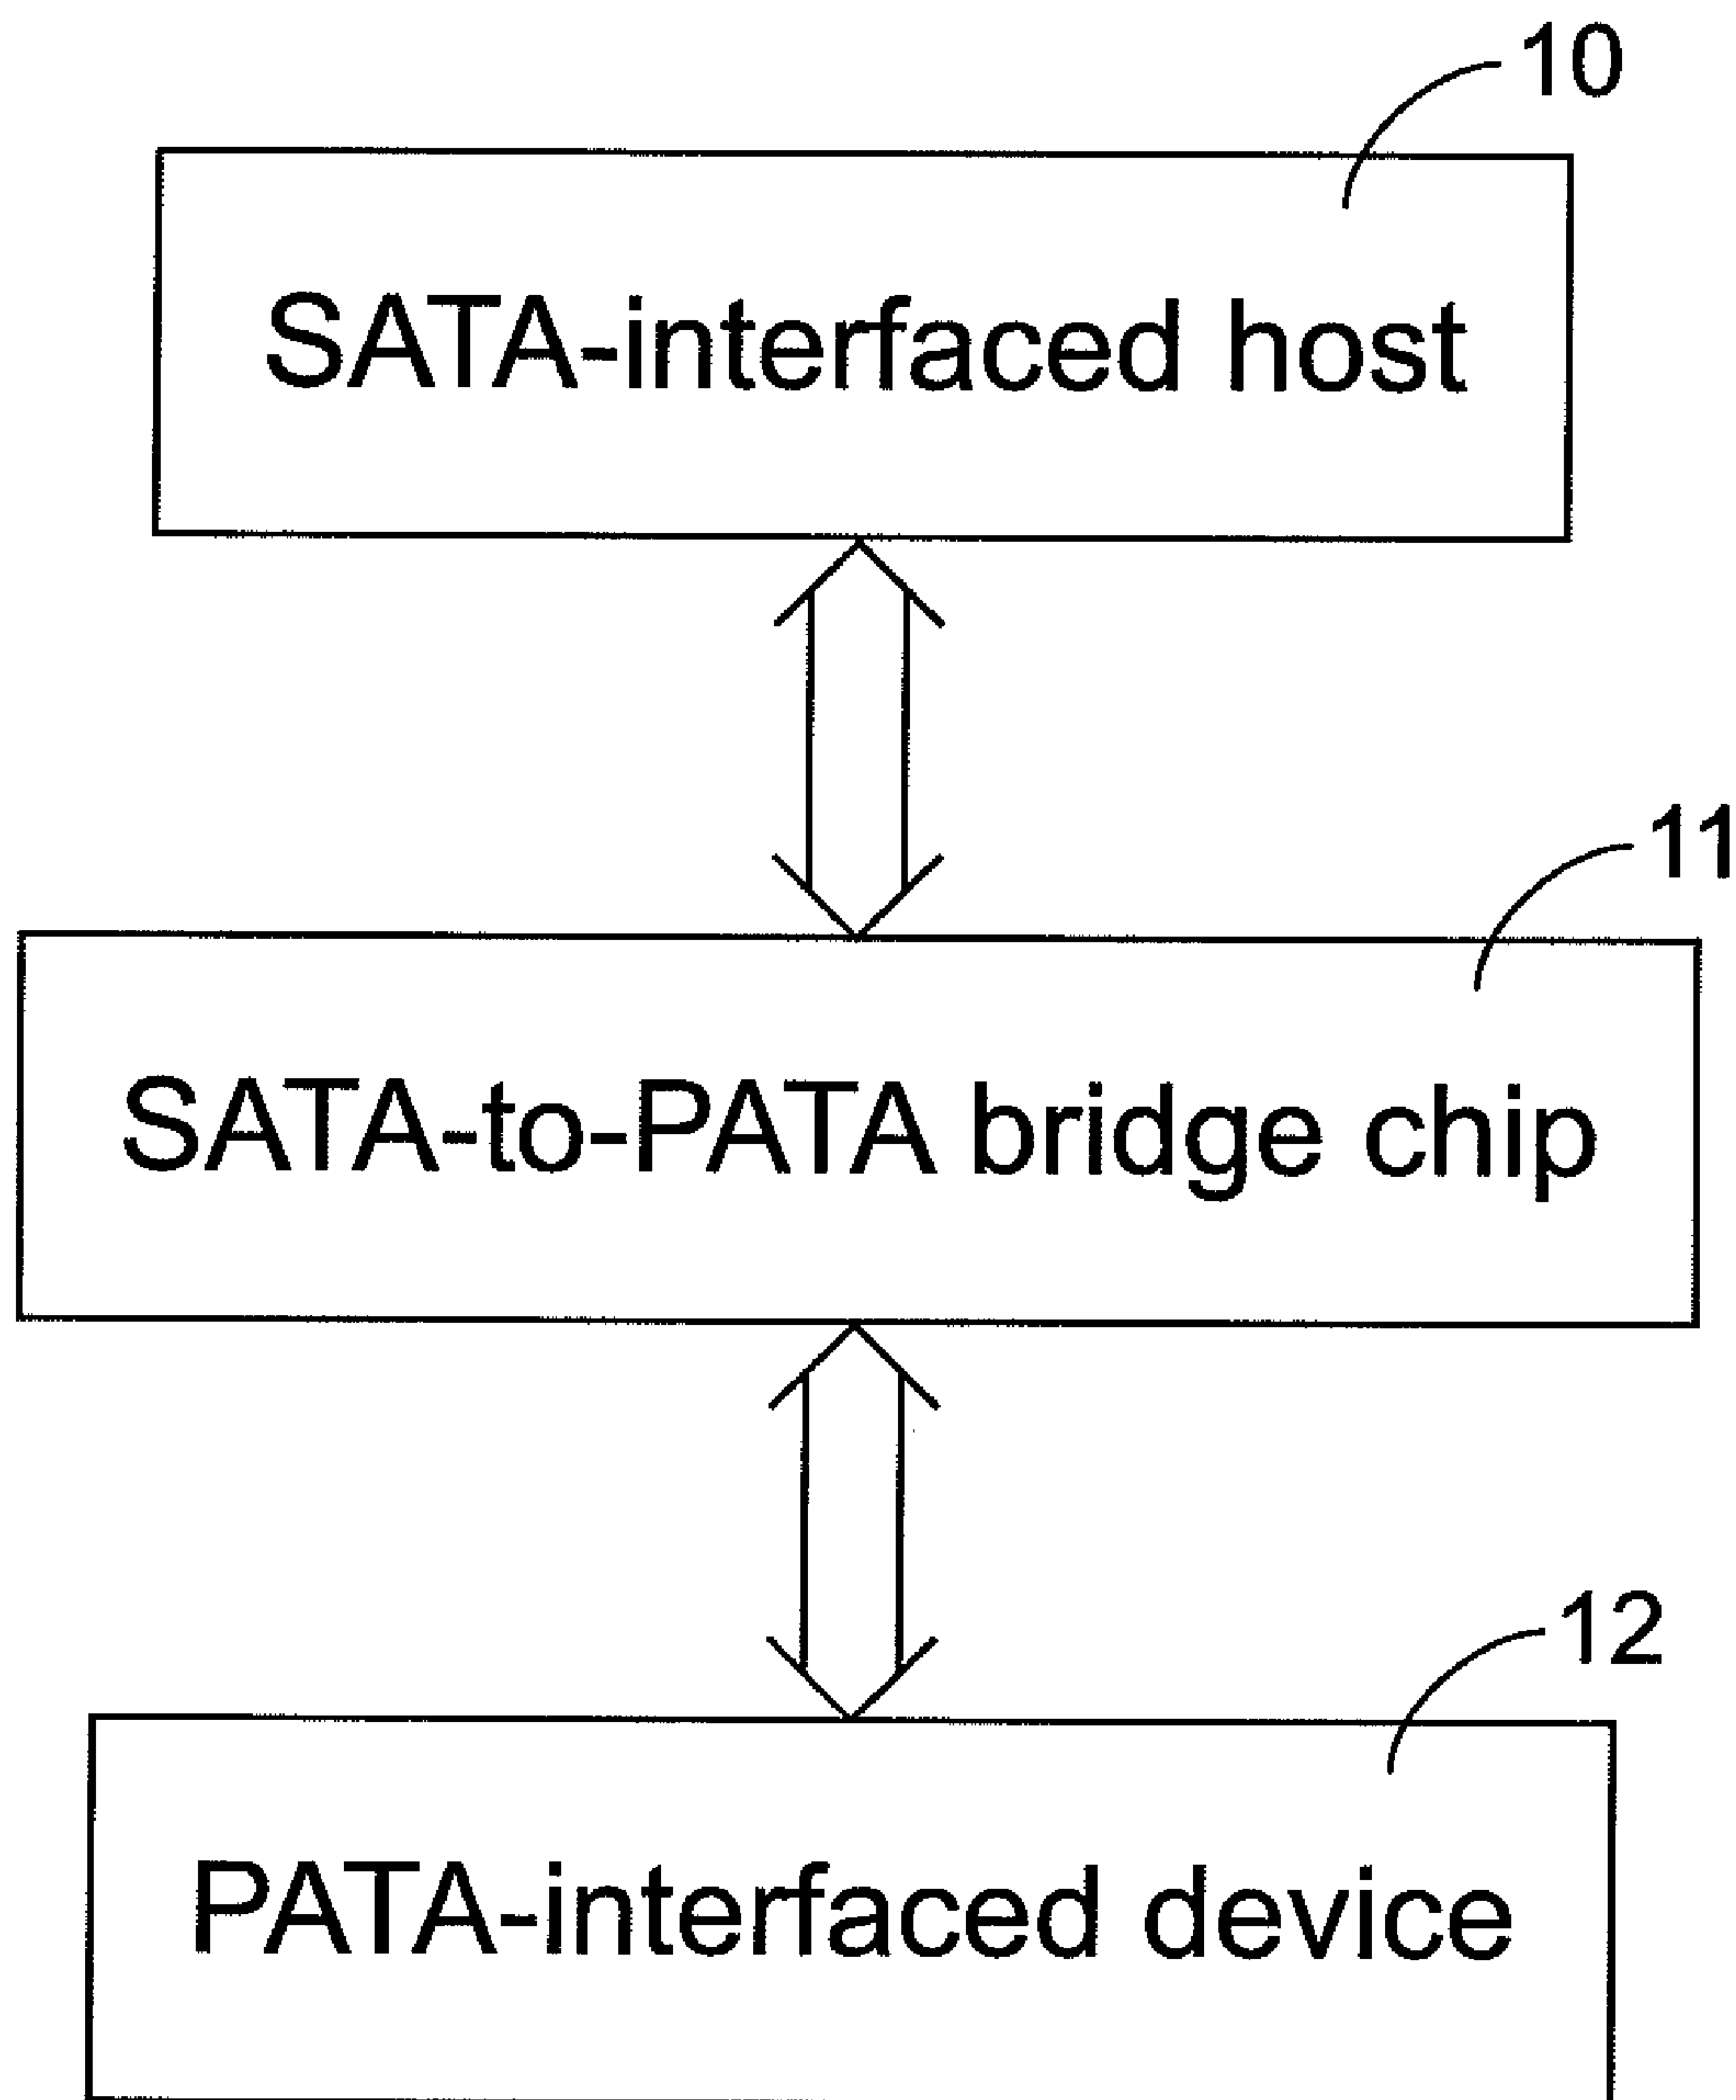 10
SATA-interfaced host
11
SATA-to-PATA bridge chip
12
PATA-interfaced device